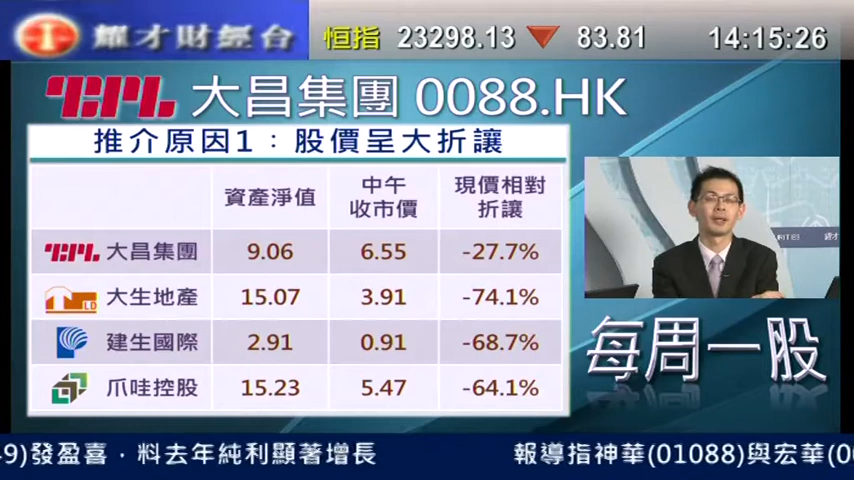 耀才財經台
恒指 23298.13 83.81 14:15:26
大昌集團 0088.HK
推介原因1：股價呈大折讓
資產淨值 中午收市價 現價相對折讓
大昌集團 9.06 6.55 -27.7%
大生地產 15.07 3.91 -74.1%
建生國際 2.91 0.91 -68.7%
爪哇控股 15.23 5.47 -64.1%
每周一股
9)發盈喜．料去年純利顯著增長 報導指神華(01088)與宏華(0